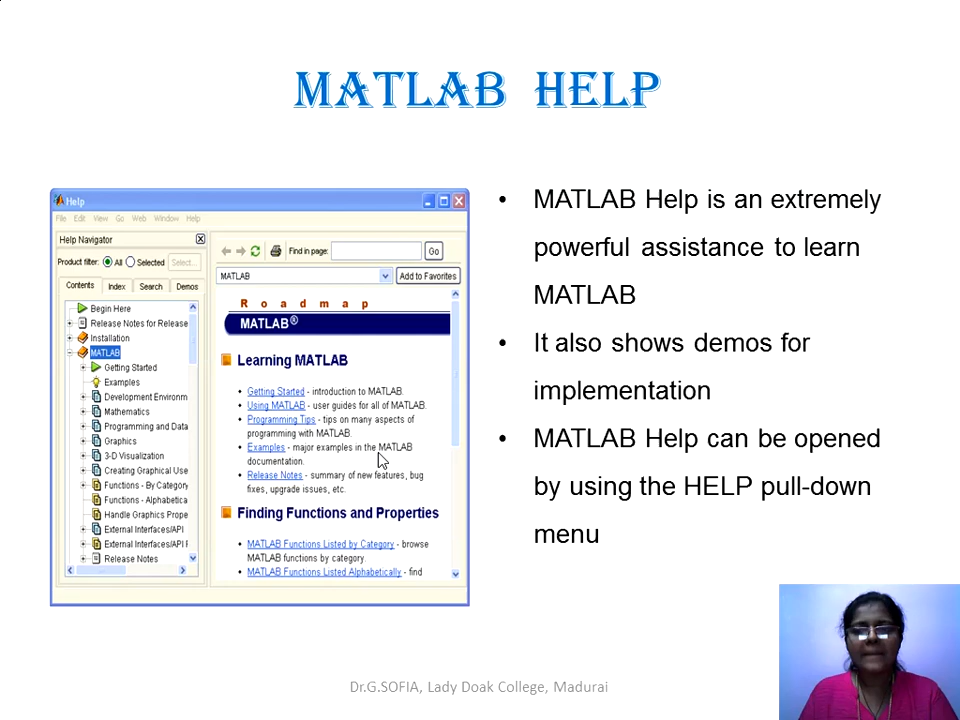 MATLAB HELP
Help
File Edit View Go Web Window Help
Help Navigator
Product filter: All Selected Select...
Contents Index Search Demos
Begin Here
Release Notes for Release
Installation
MATLAB
Getting Started
Examples
Development Environm
Mathematics
Programming and Data
Graphics
3-D Visualization
Creating Graphical Use
Functions - By Category
Functions - Alphabetica
Handle Graphics Prope
External Interfaces/API
External Interfaces/API F
Release Notes
Find in page: Go
MATLAB Add to Favorites
Roadmap
MATLAB®
Learning MATLAB
• Getting Started - introduction to MATLAB.
• Using MATLAB - user guides for all of MATLAB.
• Programming Tips - tips on many aspects of
programming with MATLAB.
• Examples - major examples in the MATLAB
documentation.
• Release Notes - summary of new features, bug
fixes, upgrade issues, etc.
Finding Functions and Properties
• MATLAB Functions Listed by Category - browse
MATLAB functions by category.
• MATLAB Functions Listed Alphabetically - find
• MATLAB Help is an extremely
powerful assistance to learn
MATLAB
• It also shows demos for
implementation
• MATLAB Help can be opened
by using the HELP pull-down
menu
Dr.G.SOFIA, Lady Doak College, Madurai